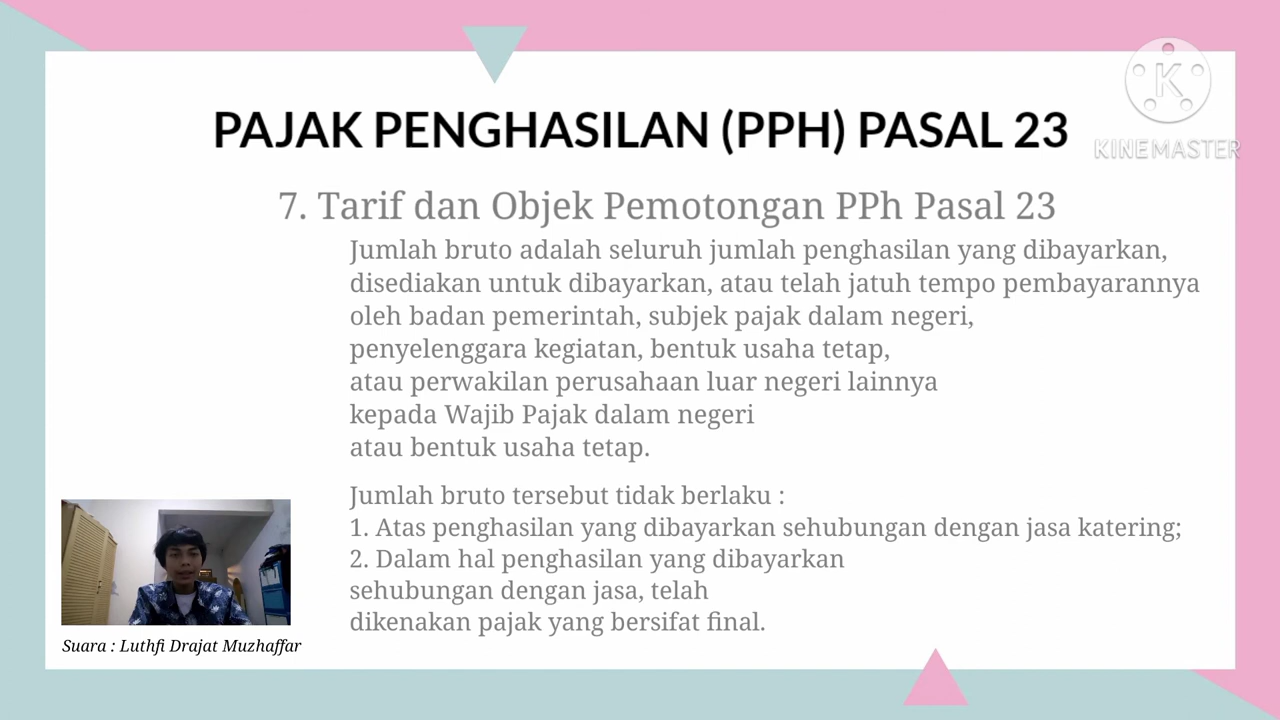 KINEMASTER
PAJAK PENGHASILAN (PPH) PASAL 23
7. Tarif dan Objek Pemotongan PPh Pasal 23
Jumlah bruto adalah seluruh jumlah penghasilan yang dibayarkan,
disediakan untuk dibayarkan, atau telah jatuh tempo pembayarannya
oleh badan pemerintah, subjek pajak dalam negeri,
penyelenggara kegiatan, bentuk usaha tetap,
atau perwakilan perusahaan luar negeri lainnya
kepada Wajib Pajak dalam negeri
atau bentuk usaha tetap.
Jumlah bruto tersebut tidak berlaku :
1. Atas penghasilan yang dibayarkan sehubungan dengan jasa katering;
2. Dalam hal penghasilan yang dibayarkan
sehubungan dengan jasa, telah
dikenakan pajak yang bersifat final.
Suara : Luthfi Drajat Muzhaffar